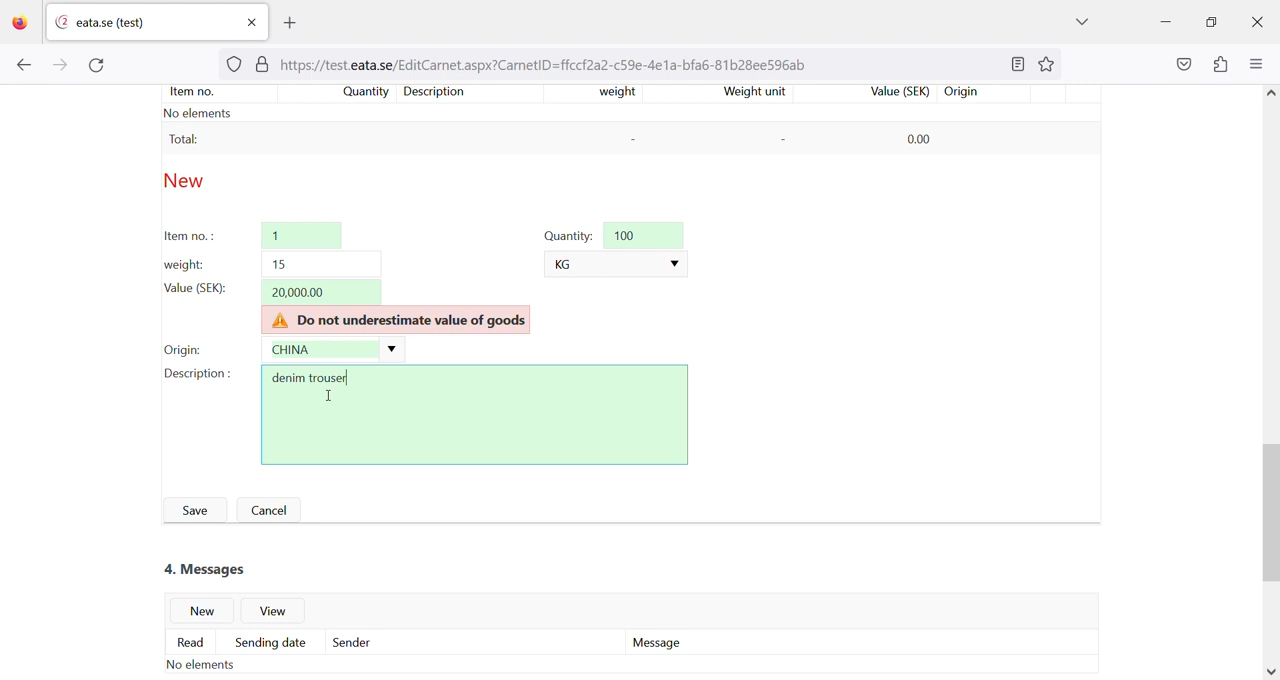 eata.se (test)
https://test.eata.se/EditCarnet.aspx?CarnetID=ffccf2a2-c59e-4e1a-bfa6-81b28ee596ab
Item no. Quantity Description weight Weight unit Value (SEK) Origin
No elements
Total: - - 0.00
New
Item no. : 1 Quantity: 100
weight: 15 KG
Value (SEK): 20,000.00
Do not underestimate value of goods
Origin: CHINA
Description : denim trouser
Save Cancel
4. Messages
New View
Read Sending date Sender Message
No elements